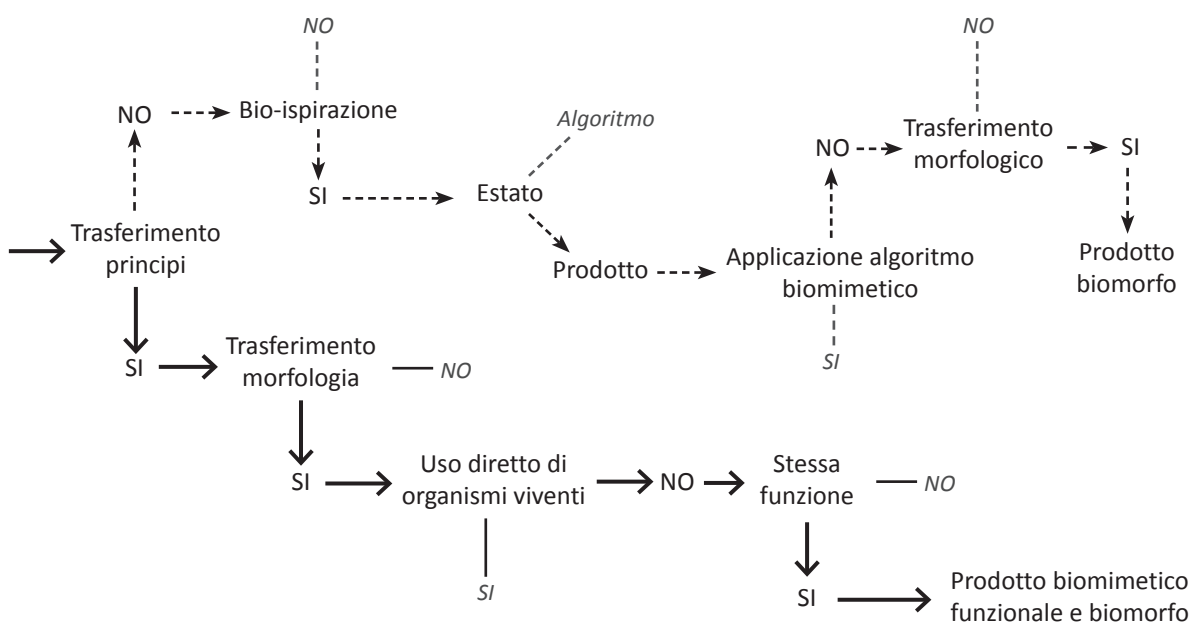 NO
NO
Bio-ispirazione
SI
Algoritmo
Estato
Prodotto
NO
Trasferimento
morfologico
NO
SI
Prodotto
biomorfo
Trasferimento
principi
Applicazione algoritmo
biomimetico
SI
SI
Trasferimento
morfologia
NO
SI
Uso diretto di
organismi viventi
SI
NO
Stessa
funzione
NO
SI
Prodotto biomimetico
funzionale e biomorfo